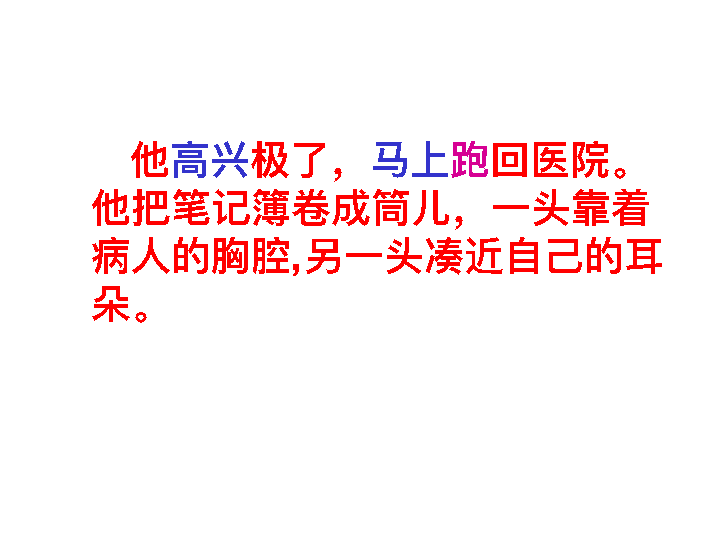 他高兴极了，马上跑回医院。
他把笔记簿卷成筒儿，一头靠着
病人的胸腔,另一头凑近自己的耳
朵。